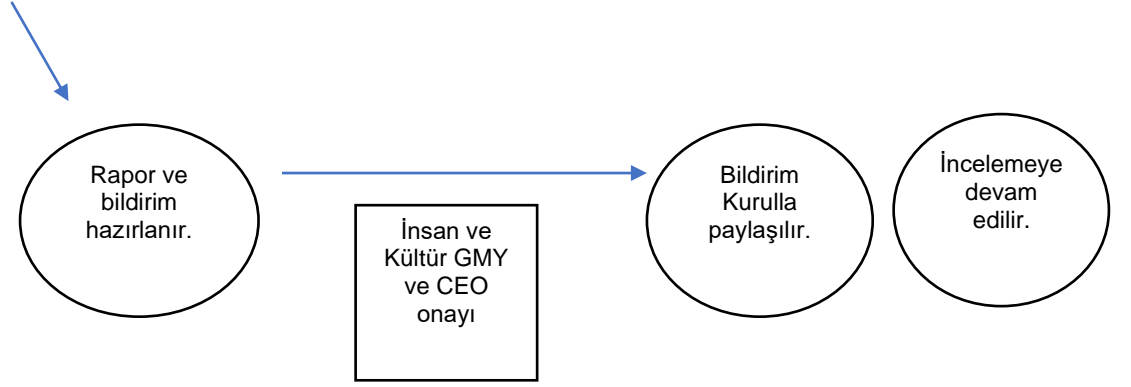 Rapor ve
bildirim
hazırlanır.
İnsan ve
Kültür GMY
ve CEO
onayı
Bildirim
Kurulla
paylaşılır.
İncelemeye
devam
edilir.